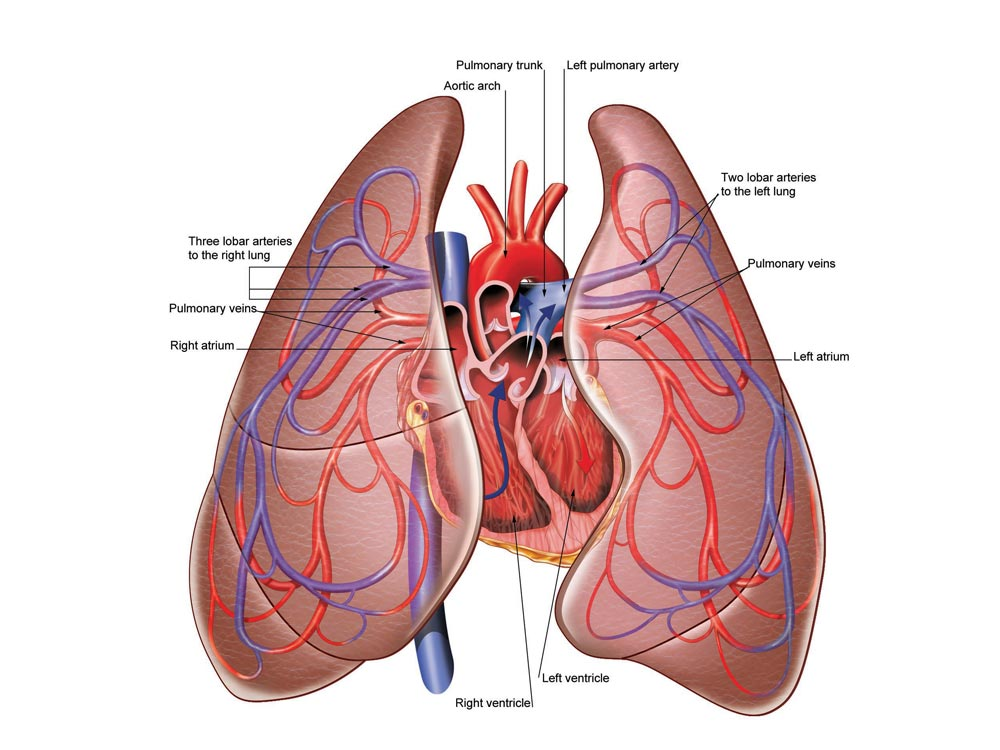 Pulmonary trunk
Left pulmonary artery
Aortic arch
Two lobar arteries
to the left lung
Three lobar arteries
to the right lung
Pulmonary veins
Pulmonary veins
Right atrium
Left atrium
Left ventricle
Right ventricle